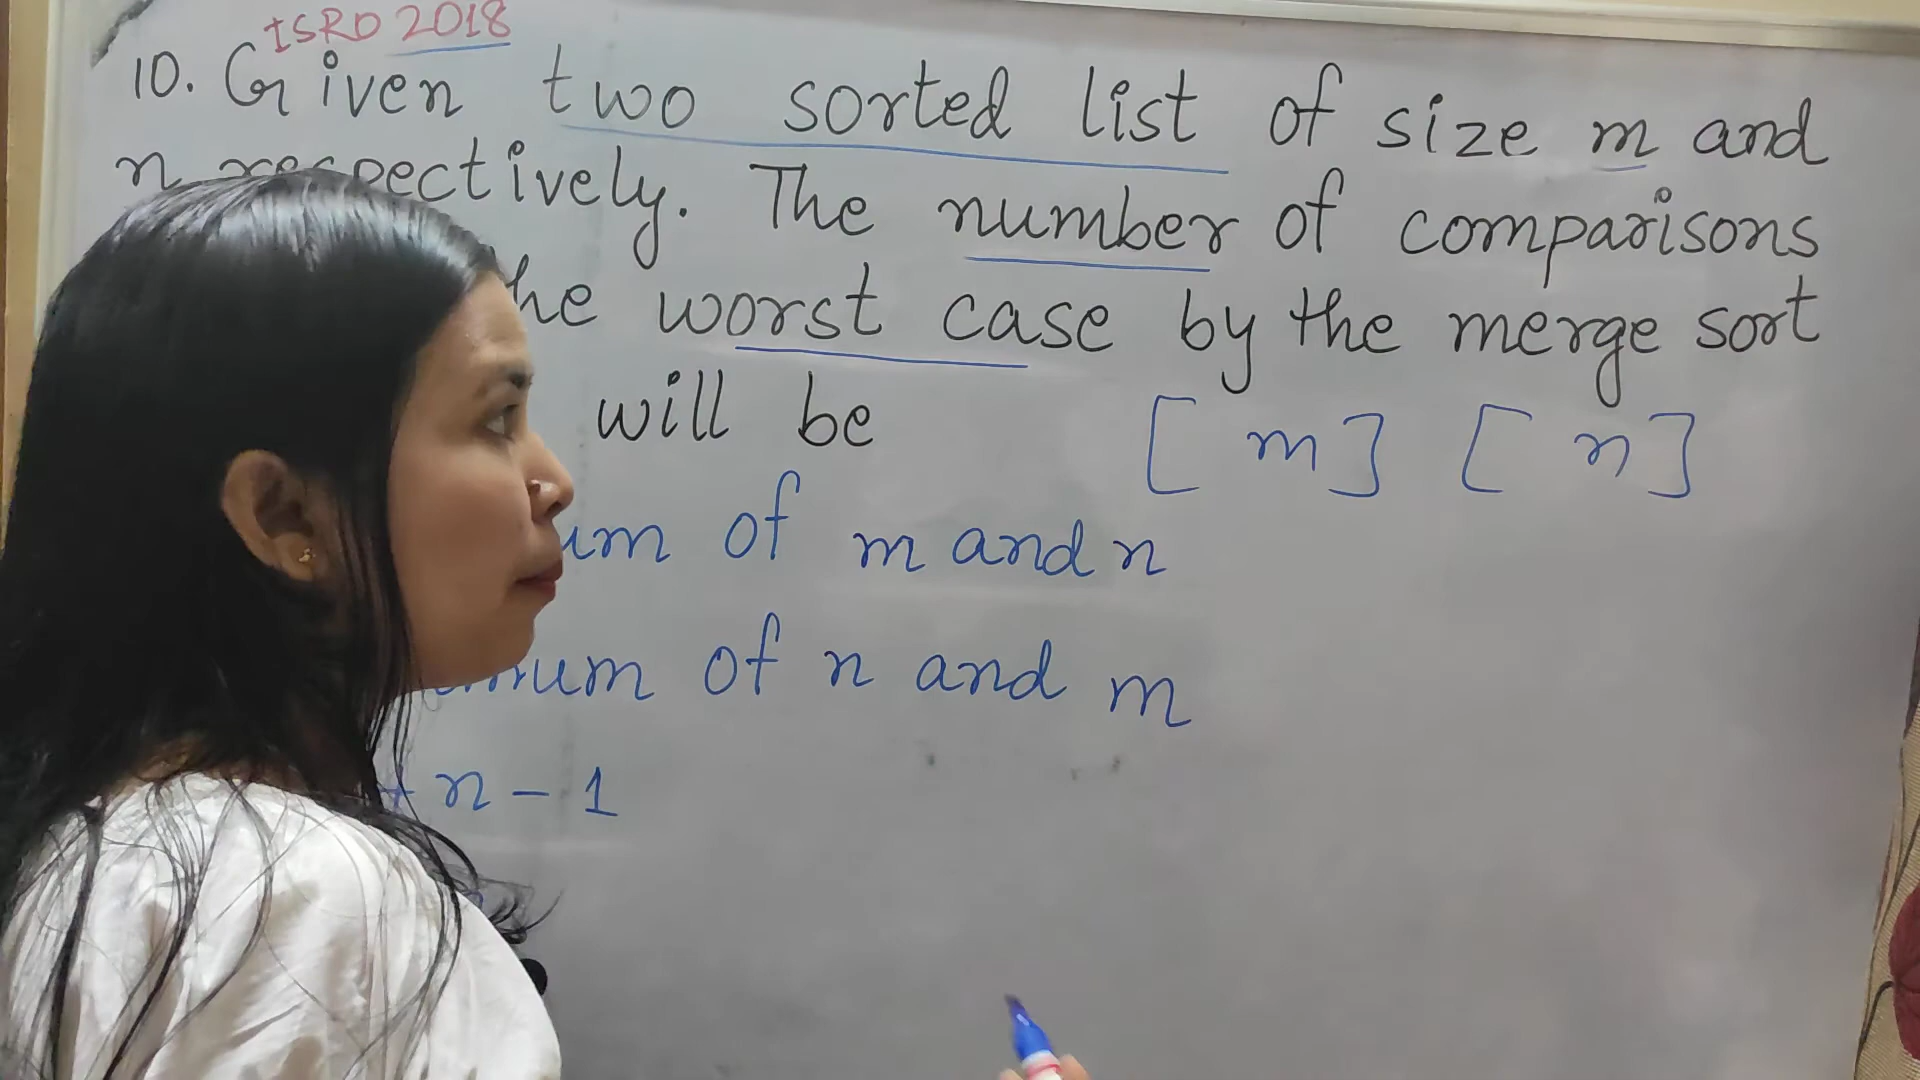 ISRO 2018
10. Given two sorted list of size m and
n respectively. The number of comparisons
he worst case by the merge sort
will be
[ m ] [ n ]
um of m and n
mum of n and m
+ n - 1